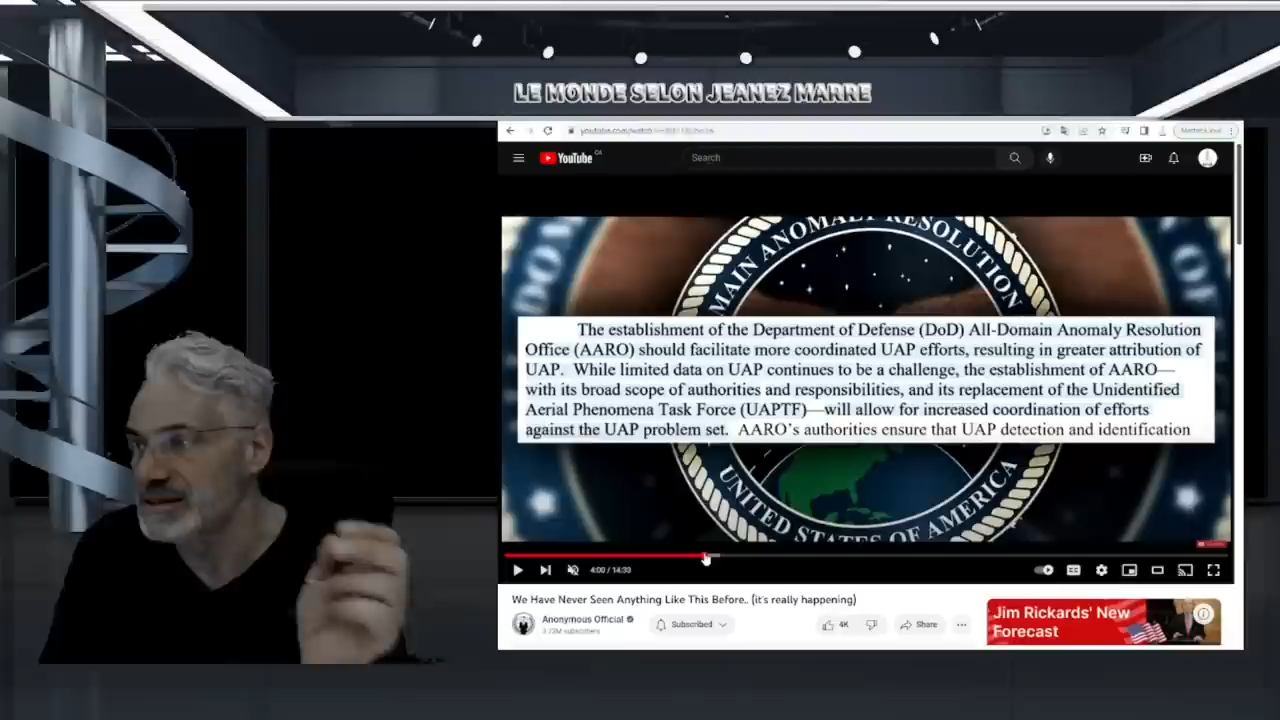 LE MONDE SELON JEANEZ MARRE
YouTube CA
Search
MAIN ANOMALY RESOLUTION
DO
OF
The establishment of the Department of Defense (DoD) All-Domain Anomaly Resolution
Office (AARO) should facilitate more coordinated UAP efforts, resulting in greater attribution of
UAP. While limited data on UAP continues to be a challenge, the establishment of AARO—
with its broad scope of authorities and responsibilities, and its replacement of the Unidentified
Aerial Phenomena Task Force (UAPTF)—will allow for increased coordination of efforts
against the UAP problem set. AARO's authorities ensure that UAP detection and identification
UNITED STATES OF AMERICA
4:00 / 14:33
We Have Never Seen Anything Like This Before.. (it's really happening)
Anonymous Official
3.73M subscribers
Subscribed
4K
Share
Jim Rickards' New
Forecast